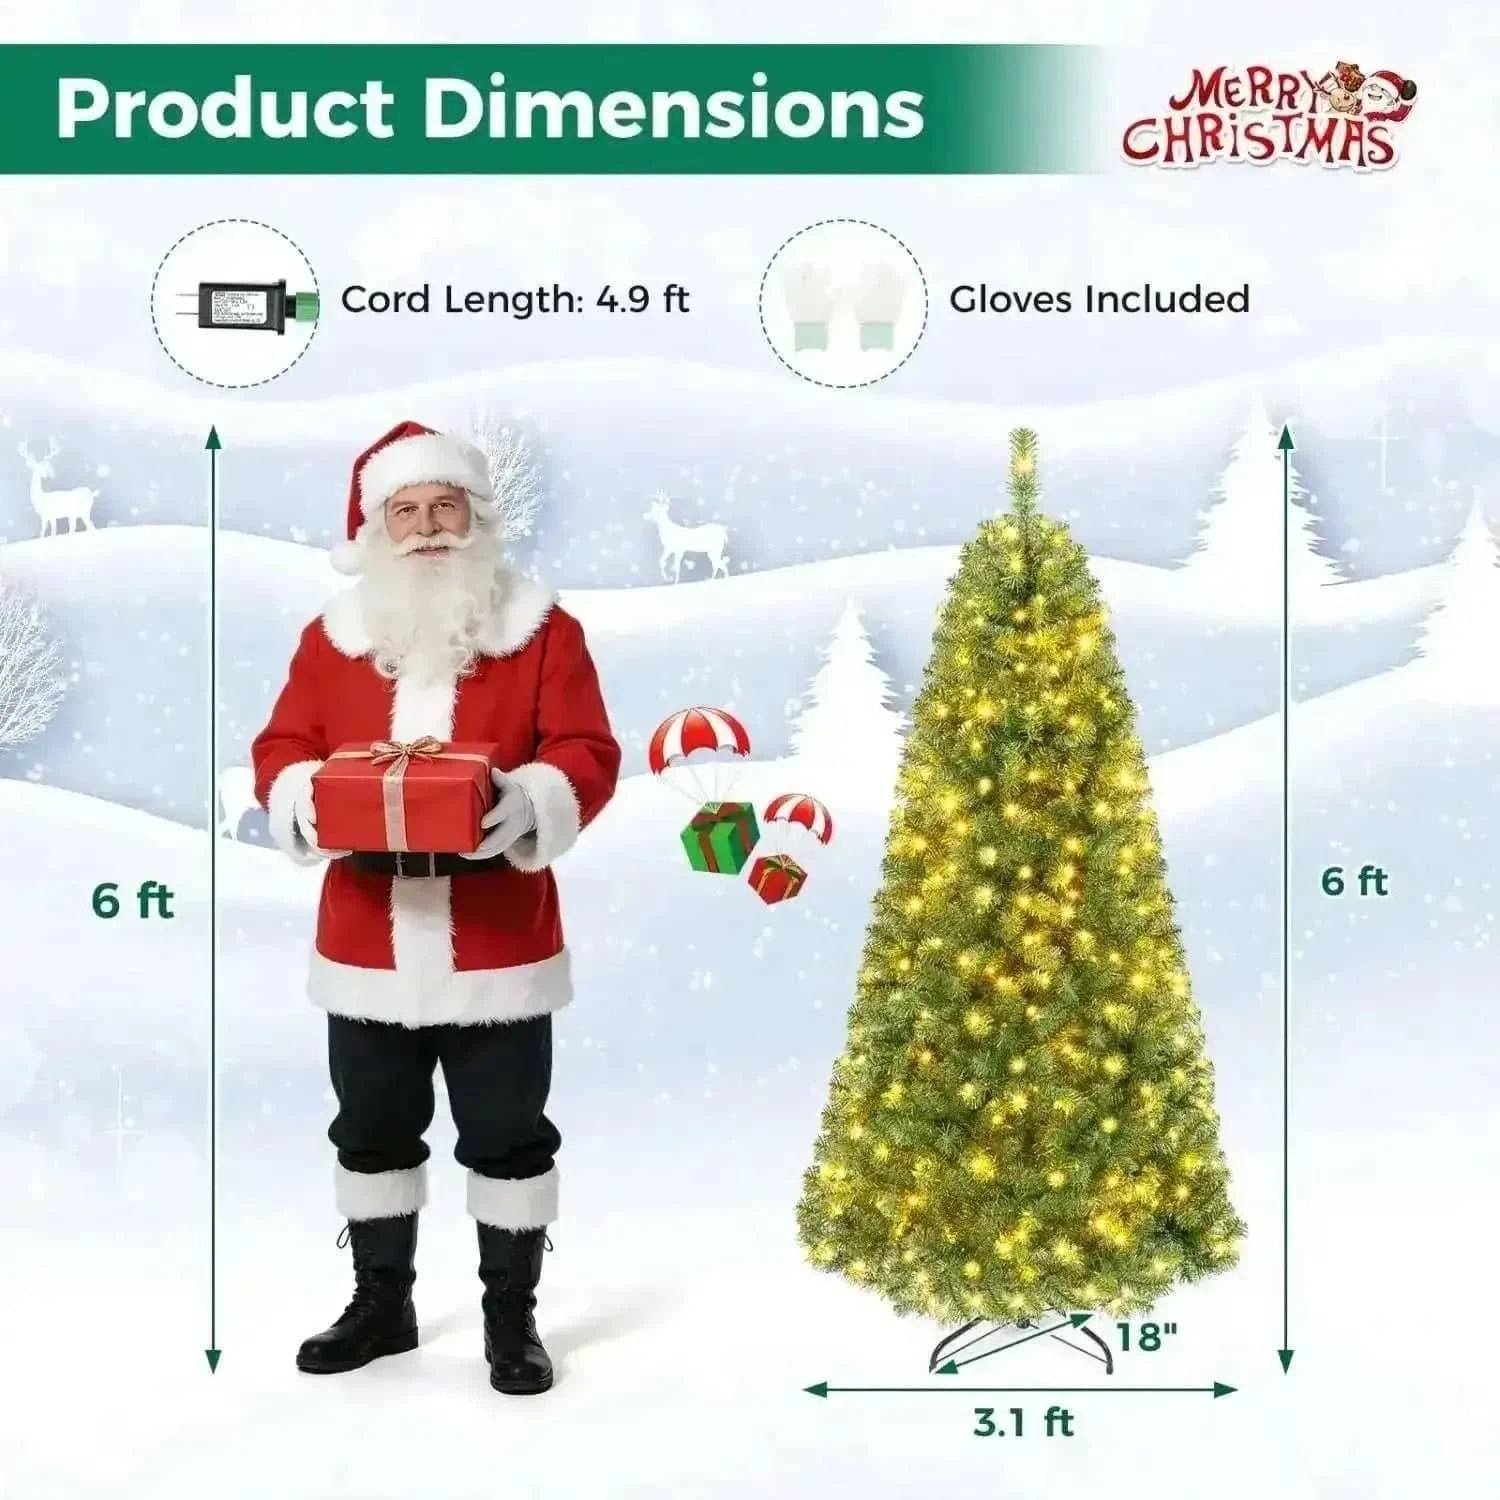 Product Dimensions
MERRY
CHRISTMAS
Cord Length: 4.9 ft
Gloves Included
6 ft
6 ft
18"
3.1 ft